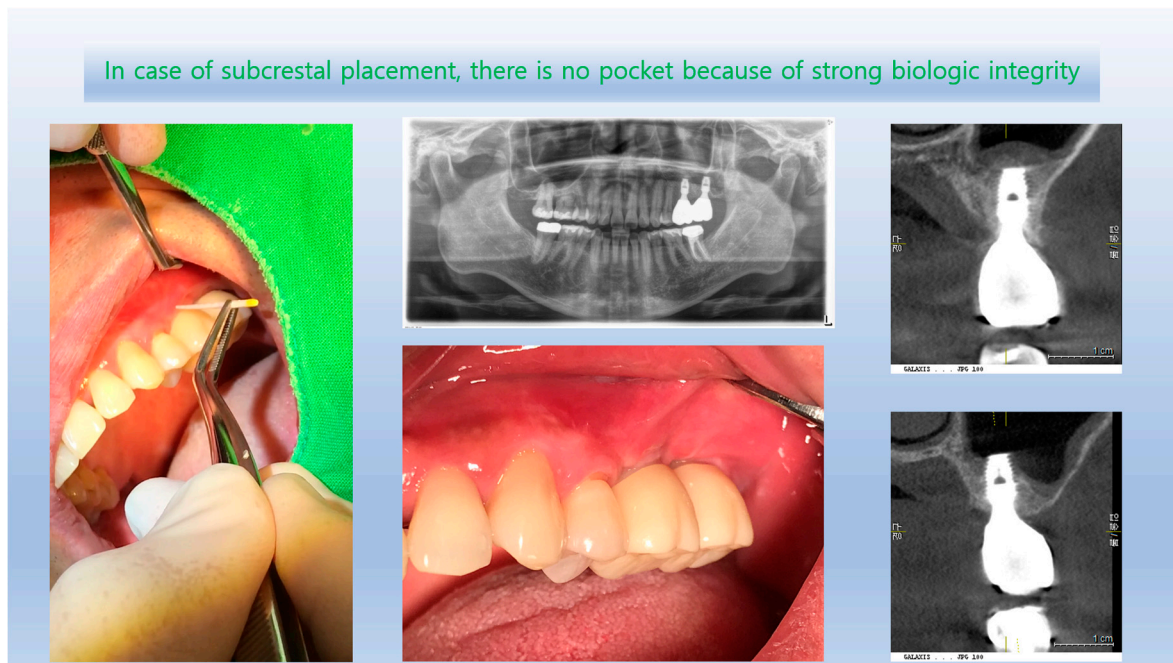 In case of subcrestal placement, there is no pocket because of strong biologic integrity
L
1 cm
GALAXIS . . . JPG 100
1 cm
GALAXIS . . . JPG 100